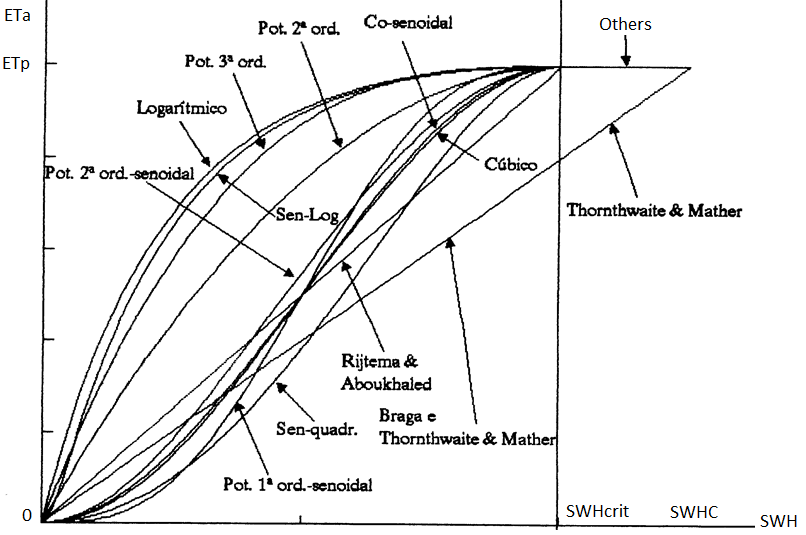 ETa
Co-senoidal
Others
Pot. 2ª ord.
ETp
Pot. 3ª ord.
Logarítmico
Cúbico
Pot. 2ª ord.-senoidal
Sen-Log
Thornthwaite & Mather
Rijtema &
Aboukhaled
Braga e
Thornthwaite & Mather
Sen-quadr.
Pot. 1ª ord.-senoidal
0
SWHcrit
SWHC
SWH